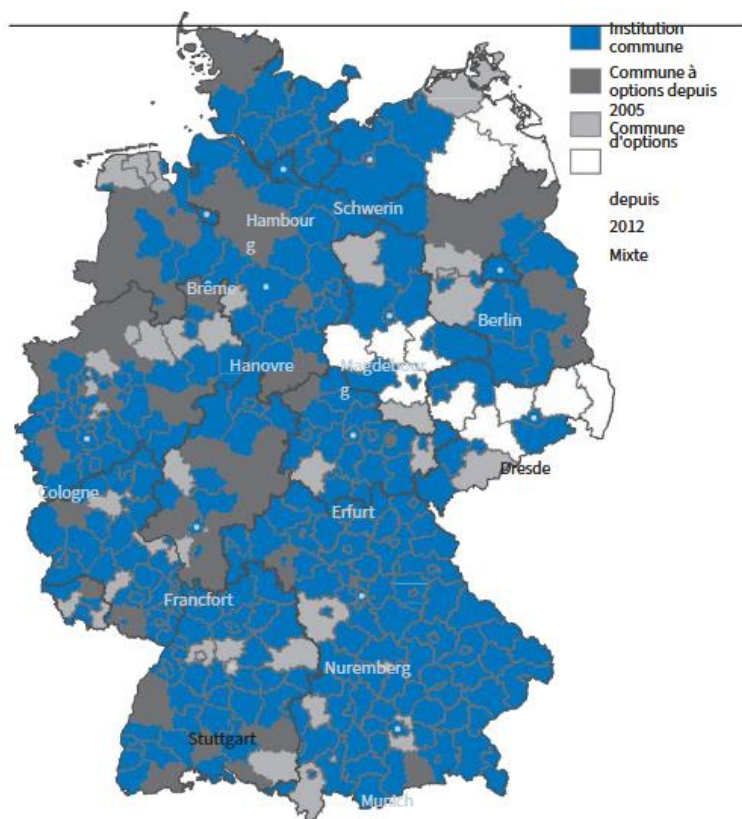 Institution
commune
Commune à
options depuis
2005
Commune
d'options
depuis
2012
Mixte
Schwerin
Hambour
g
Brême
Berlin
Hanovre
Magdebour
g
Dresde
Cologne
Erfurt
Francfort
Nuremberg
Stuttgart
Munich